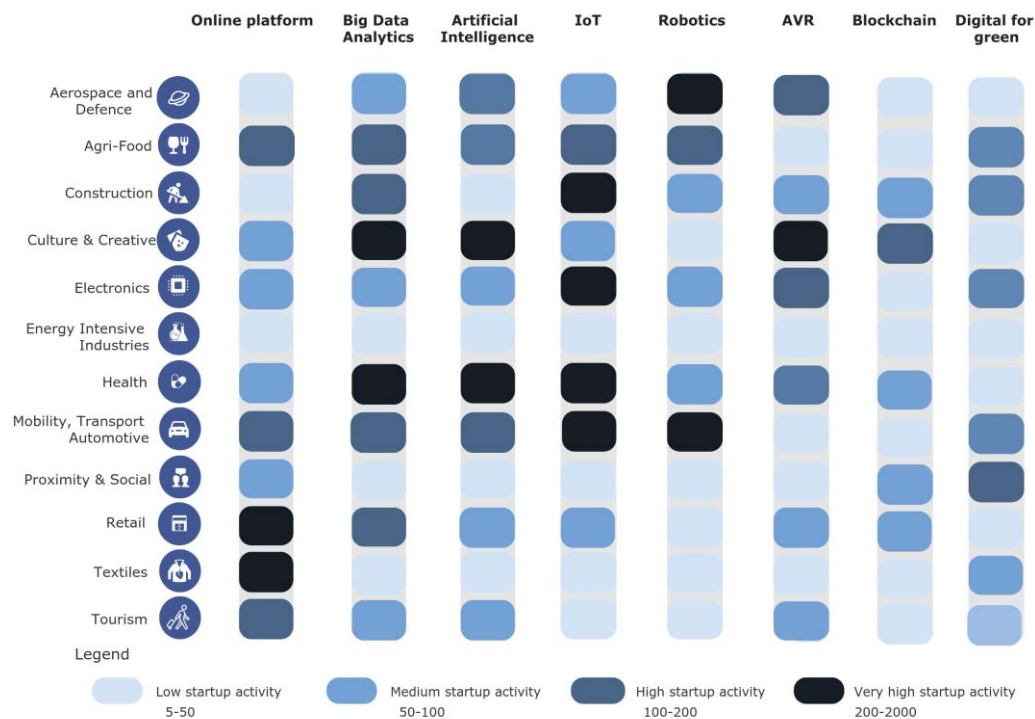 Online platform
Big Data
Analytics
Artificial
Intelligence
IoT
Robotics
AVR
Blockchain
Digital for
green
Aerospace and
Defence
Agri-Food
Construction
Culture & Creative
Electronics
Energy Intensive
Industries
Health
Mobility, Transport
Automotive
Proximity & Social
Retail
Textiles
Tourism
Legend
Low startup activity
5-50
Medium startup activity
50-100
High startup activity
100-200
Very high startup activity
200-2000